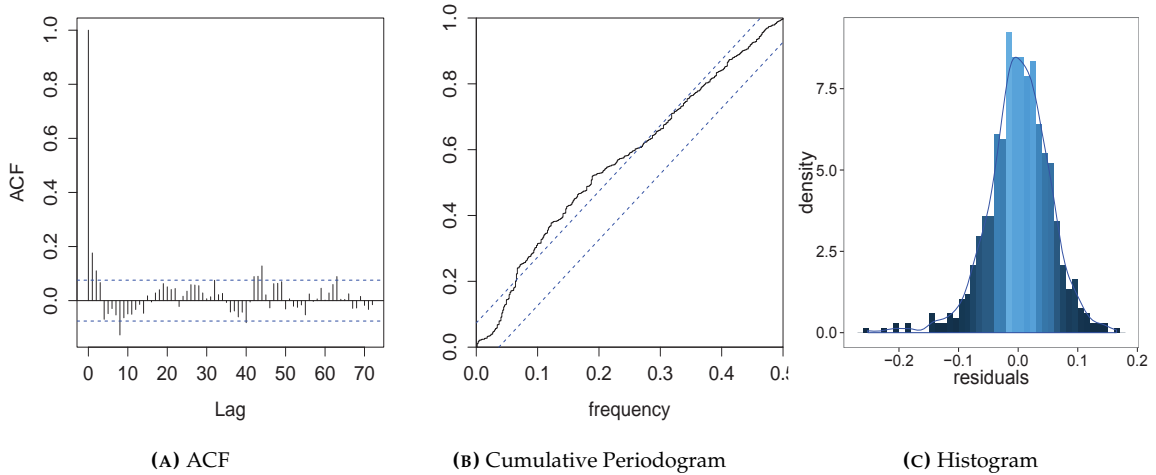 ACF
1.0
0.8
0.6
0.4
0.2
0.0
0 10 20 30 40 50 60 70
Lag
1.0
0.8
0.6
0.4
0.2
0.0
0.0 0.1 0.2 0.3 0.4
frequency
density
7.5
5.0
2.5
0.0
−0.2 −0.1 0.0 0.1 0.2
residuals
(A) ACF
(B) Cumulative Periodogram
(C) Histogram